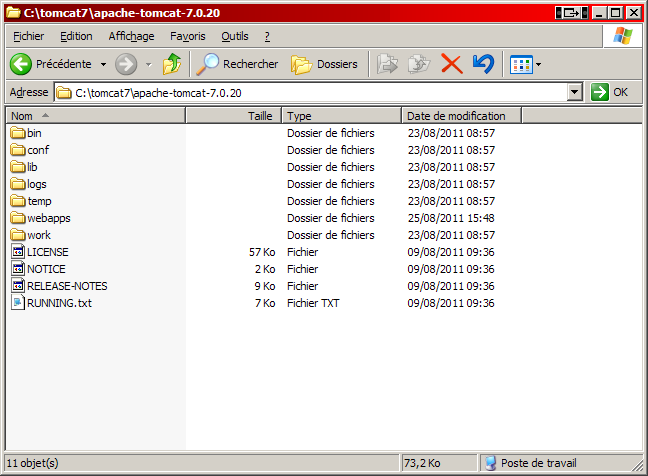 C:\tomcat7\apache-tomcat-7.0.20
Fichier Edition Affichage Favoris Outils ?
Précédente Rechercher Dossiers
Adresse C:\tomcat7\apache-tomcat-7.0.20 OK
Nom Taille Type Date de modification
bin Dossier de fichiers 23/08/2011 08:57
conf Dossier de fichiers 23/08/2011 08:57
lib Dossier de fichiers 23/08/2011 08:57
logs Dossier de fichiers 23/08/2011 08:57
temp Dossier de fichiers 23/08/2011 08:57
webapps Dossier de fichiers 25/08/2011 15:48
work Dossier de fichiers 23/08/2011 08:57
LICENSE 57 Ko Fichier 09/08/2011 09:36
NOTICE 2 Ko Fichier 09/08/2011 09:36
RELEASE-NOTES 9 Ko Fichier 09/08/2011 09:36
RUNNING.txt 7 Ko Fichier TXT 09/08/2011 09:36
11 objet(s) 73,2 Ko Poste de travail